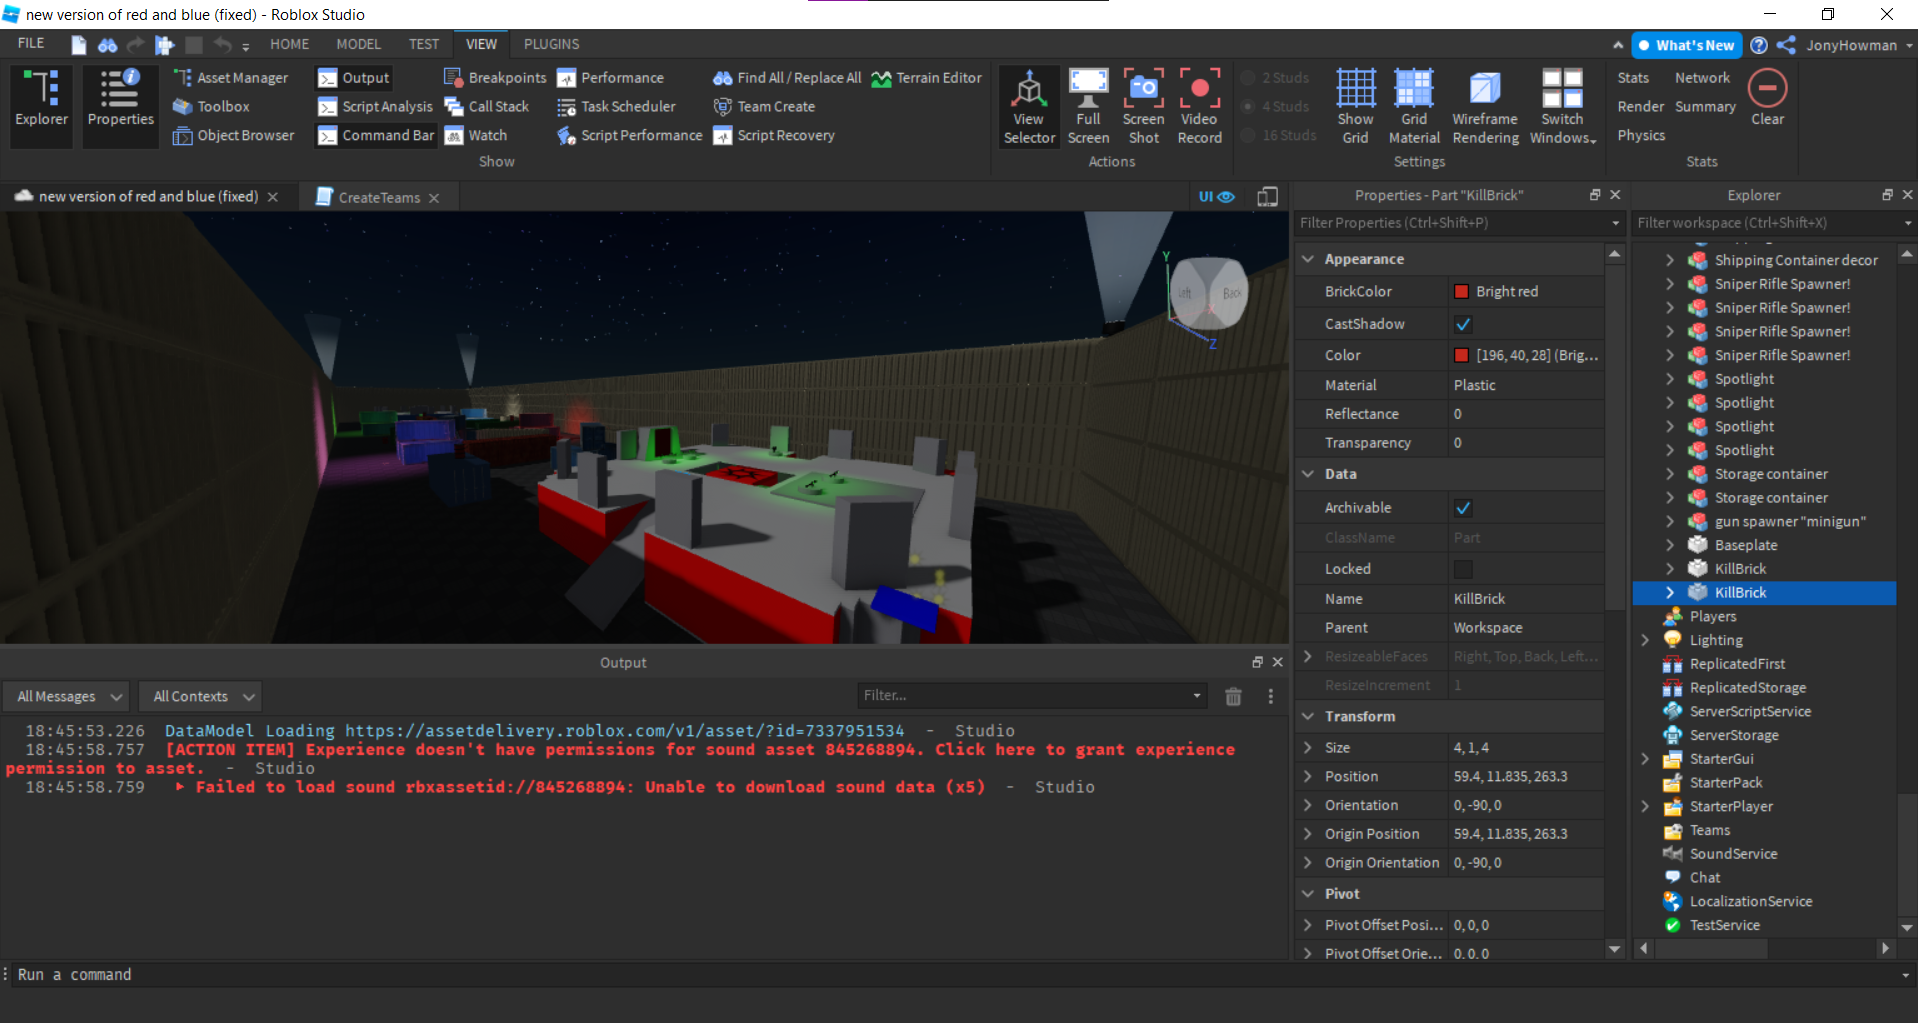 new version of red and blue (fixed) - Roblox Studio
FILE HOME MODEL TEST VIEW PLUGINS What's New JonyHowman
Asset Manager Output Breakpoints Performance Find All / Replace All Terrain Editor 2 Studs Stats Network
Toolbox Script Analysis Call Stack Task Scheduler Team Create 4 Studs Render Summary
Explorer Properties View Full Screen Video Show Grid Wireframe Switch Clear
Object Browser Command Bar Watch Script Performance Script Recovery Selector Screen Shot Record 16 Studs Grid Material Rendering Windows Physics
Show Actions Settings Stats
new version of red and blue (fixed) CreateTeams UI
Y
Left Back
X
Z
Properties - Part "KillBrick"
Filter Properties (Ctrl+Shift+P)
Appearance
BrickColor Bright red
CastShadow
Color [196, 40, 28] (Brig...
Material Plastic
Reflectance 0
Transparency 0
Data
Archivable
ClassName Part
Locked
Name KillBrick
Parent Workspace
ResizeableFaces Right, Top, Back, Left...
ResizeIncrement 1
Transform
Size 4, 1, 4
Position 59.4, 11.835, 263.3
Orientation 0, -90, 0
Origin Position 59.4, 11.835, 263.3
Origin Orientation 0, -90, 0
Pivot
Pivot Offset Posi... 0, 0, 0
Pivot Offset Orie... 0, 0, 0
Explorer
Filter workspace (Ctrl+Shift+X)
Shipping Container decor
Sniper Rifle Spawner!
Sniper Rifle Spawner!
Sniper Rifle Spawner!
Sniper Rifle Spawner!
Spotlight
Spotlight
Spotlight
Spotlight
Storage container
Storage container
gun spawner "minigun"
Baseplate
KillBrick
KillBrick
Players
Lighting
ReplicatedFirst
ReplicatedStorage
ServerScriptService
ServerStorage
StarterGui
StarterPack
StarterPlayer
Teams
SoundService
Chat
LocalizationService
TestService
Output
All Messages All Contexts Filter...
18:45:53.226 DataModel Loading https://assetdelivery.roblox.com/v1/asset/?id=7337951534 - Studio
18:45:58.757 [ACTION ITEM] Experience doesn't have permissions for sound asset 845268894. Click here to grant experience
permission to asset. - Studio
18:45:58.759 Failed to load sound rbxassetid://845268894: Unable to download sound data (x5) - Studio
Run a command